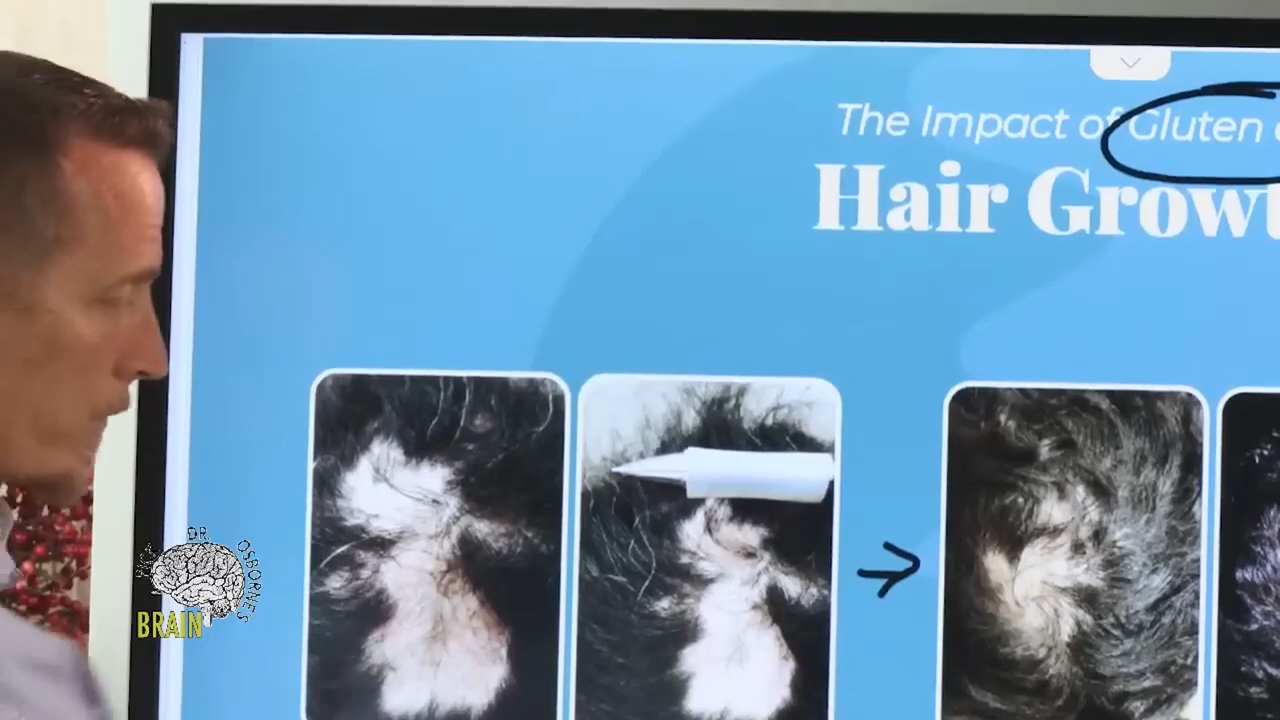 The Impact of Gluten
Hair Growt
DR. OSBORNE'S
BRAIN